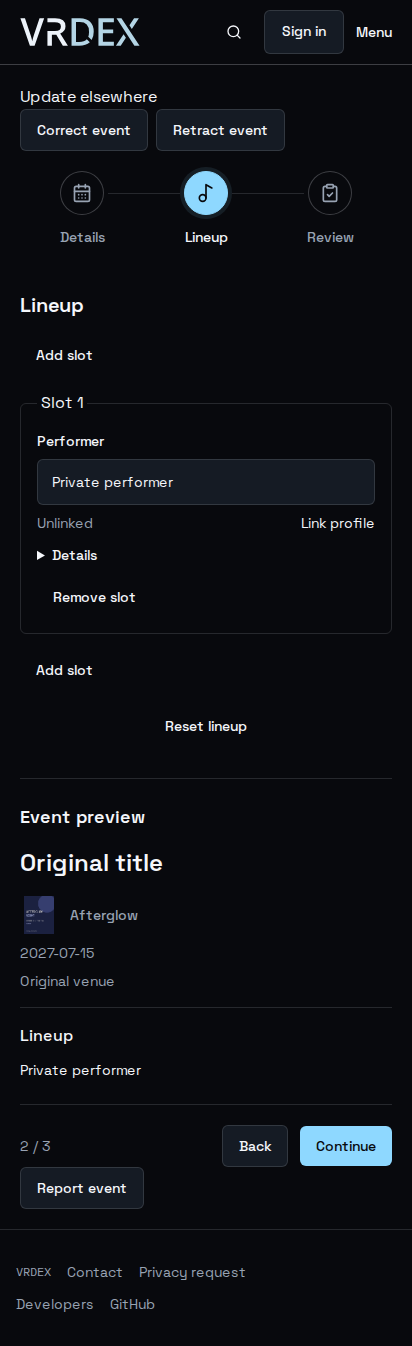 VRDEX
Sign in
Menu
Update elsewhere
Correct event
Retract event
Details
Lineup
Review
Lineup
Add slot
Slot 1
Performer
Private performer
Unlinked
Link profile
Details
Remove slot
Add slot
Reset lineup
Event preview
Original title
Afterglow
2027-07-15
Original venue
Lineup
Private performer
2 / 3
Back
Continue
Report event
VRDEX
Contact
Privacy request
Developers
GitHub